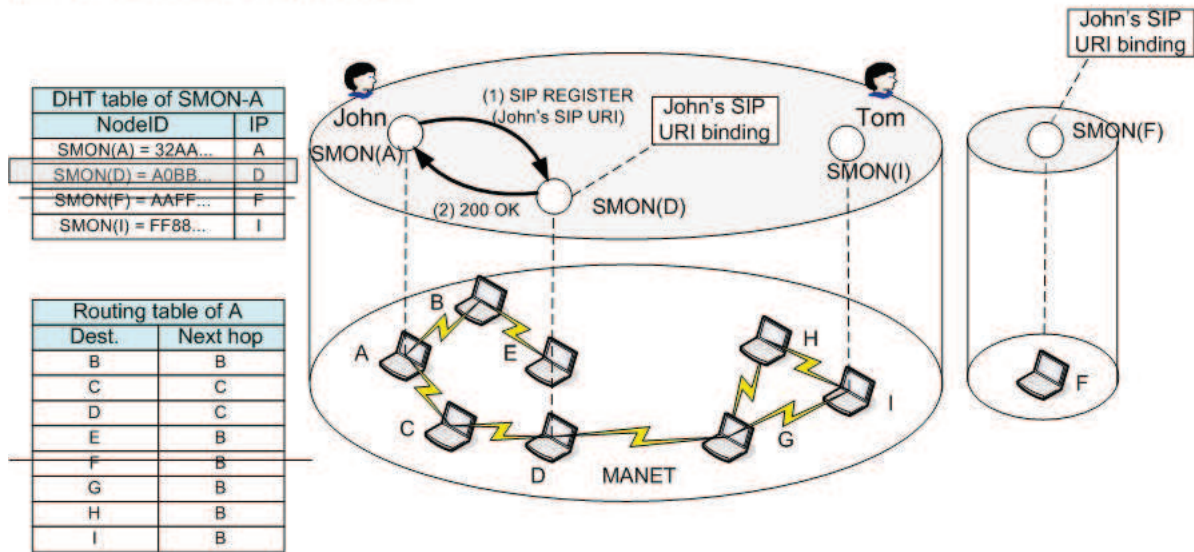 DHT table of SMON-A
NodeID IP
SMON(A) = 32AA... A
SMON(D) = A0BB... D
SMON(F) = AAFF... F
SMON(I) = FF88... I
Routing table of A
Dest. Next hop
B B
C C
D C
E B
F B
G B
H B
I B
John
SMON(A)
(1) SIP REGISTER
(John's SIP URI)
(2) 200 OK
John's SIP
URI binding
SMON(D)
Tom
SMON(I)
John's SIP
URI binding
SMON(F)
B
A
E
C
D
MANET
H
I
G
F